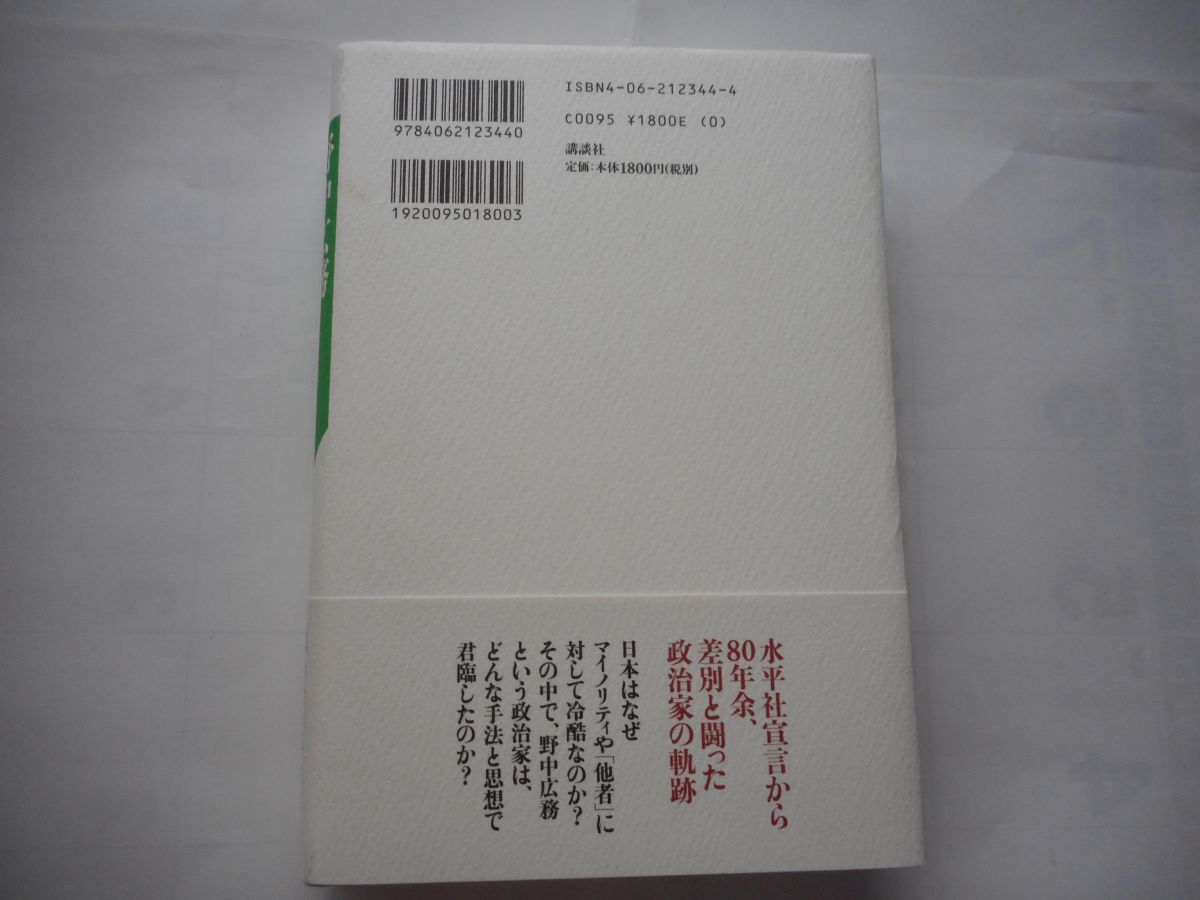 ISBN4-06-212344-4
C0095 ¥1800E (0)
講談社
定価:本体1800円(税別)
9784062123440
1920095018003
水平社宣言から
80年余、
差別と闘った
政治家の軌跡
日本はなぜ
マイノリティや「他者」に
対して冷酷なのか?
その中で、野中広務
という政治家は、
どんな手法と思想で
君臨したのか?